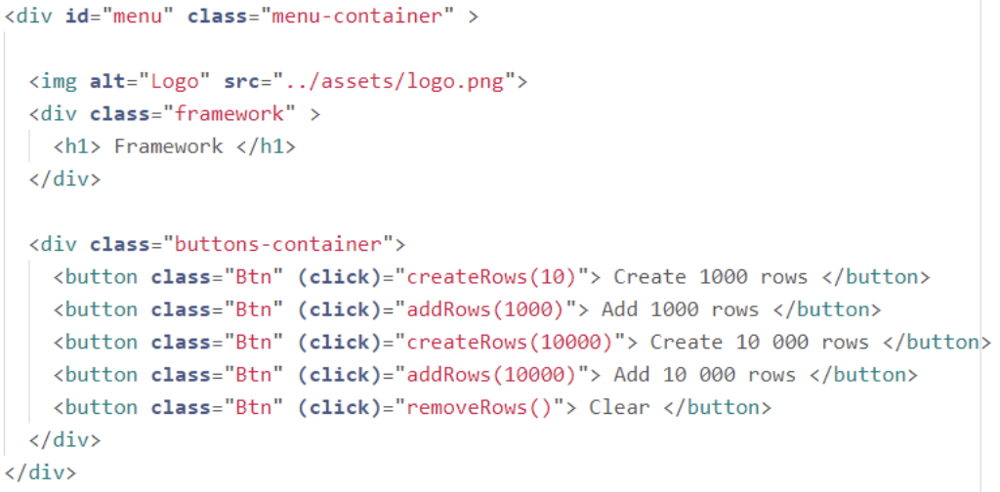 <div id="menu" class="menu-container" >
<img alt="Logo" src="../assets/logo.png">
<div class="framework" >
<h1> Framework </h1>
</div>
<div class="buttons-container">
<button class="Btn" (click)="createRows(10)"> Create 1000 rows </button>
<button class="Btn" (click)="addRows(1000)"> Add 1000 rows </button>
<button class="Btn" (click)="createRows(10000)"> Create 10 000 rows </button>
<button class="Btn" (click)="addRows(10000)"> Add 10 000 rows </button>
<button class="Btn" (click)="removeRows()"> Clear </button>
</div>
</div>